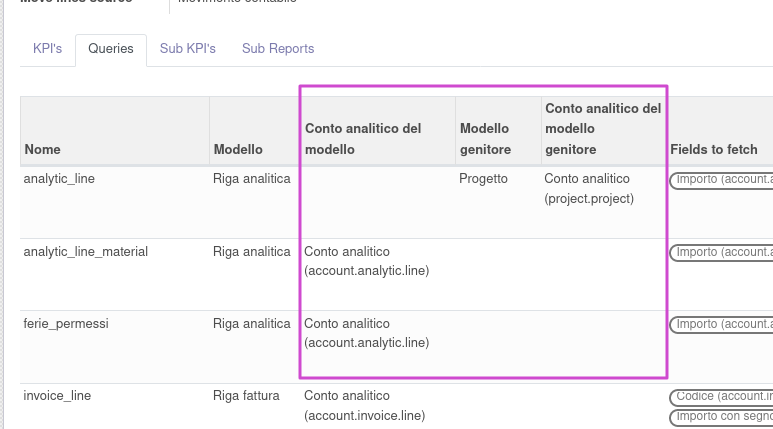 Move lines source Movimento contabile
KPI's Queries Sub KPI's Sub Reports
Nome Modello Conto analitico del modello Modello genitore Conto analitico del modello genitore Fields to fetch
analytic_line Riga analitica Progetto Conto analitico (project.project) Importo (account.a
analytic_line_material Riga analitica Conto analitico (account.analytic.line) Importo (account.a
ferie_permessi Riga analitica Conto analitico (account.analytic.line) Importo (account.a
invoice_line Riga fattura Conto analitico (account.invoice.line) Codice (account.in
Importo con segno